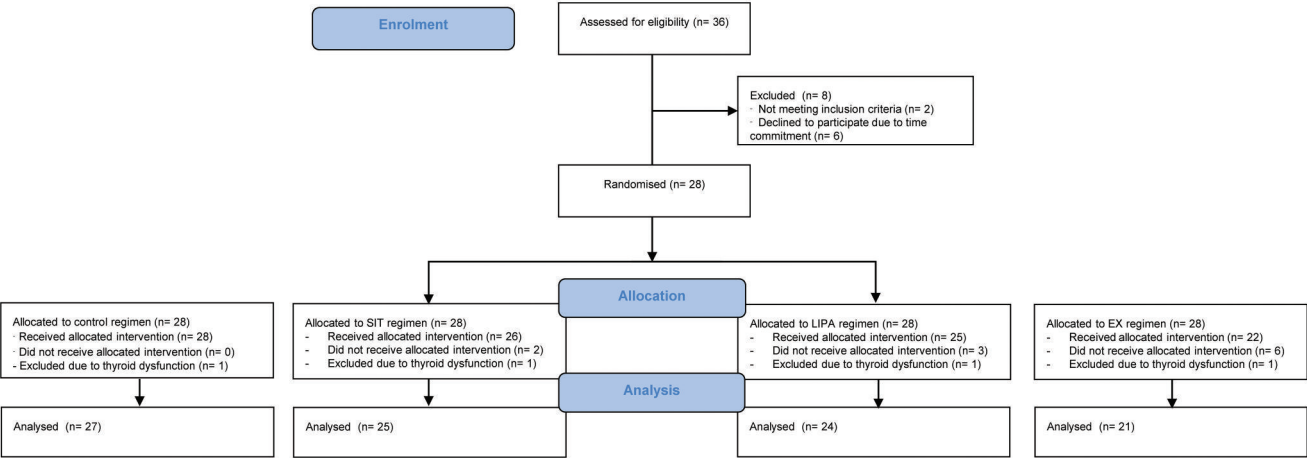 Enrolment
Assessed for eligibility (n= 36)
Excluded (n= 8)
· Not meeting inclusion criteria (n= 2)
· Declined to participate due to time
commitment (n= 6)
Randomised (n= 28)
Allocation
Allocated to control regimen (n= 28)
· Received allocated intervention (n= 28)
· Did not receive allocated intervention (n= 0)
- Excluded due to thyroid dysfunction (n= 1)
Allocated to SIT regimen (n= 28)
- Received allocated intervention (n= 26)
- Did not receive allocated intervention (n= 2)
- Excluded due to thyroid dysfunction (n= 1)
Allocated to LIPA regimen (n= 28)
- Received allocated intervention (n= 25)
- Did not receive allocated intervention (n= 3)
- Excluded due to thyroid dysfunction (n= 1)
Allocated to EX regimen (n= 28)
- Received allocated intervention (n= 22)
- Did not receive allocated intervention (n= 6)
- Excluded due to thyroid dysfunction (n= 1)
Analysis
Analysed (n= 27)
Analysed (n= 25)
Analysed (n= 24)
Analysed (n= 21)